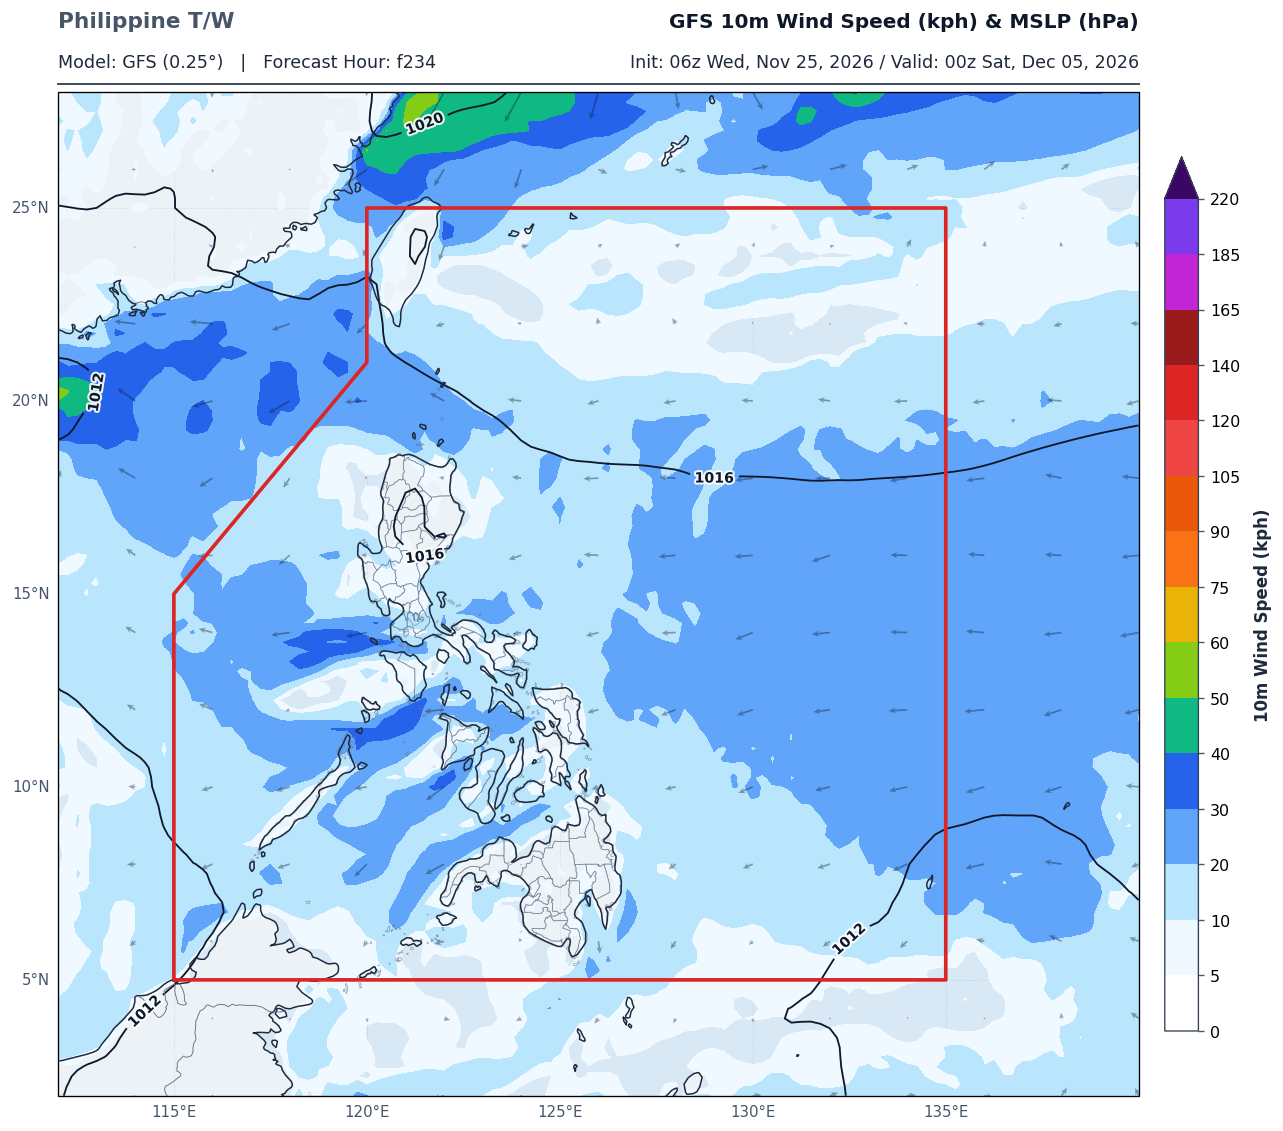 Philippine T/W
GFS 10m Wind Speed (kph) & MSLP (hPa)
Model: GFS (0.25°) | Forecast Hour: f234
Init: 06z Wed, Nov 25, 2026 / Valid: 00z Sat, Dec 05, 2026
1020
1012
1016
1016
1012
1012
25°N
20°N
15°N
10°N
5°N
115°E
120°E
125°E
130°E
135°E
220
185
165
140
120
105
90
75
60
50
40
30
20
10
5
0
10m Wind Speed (kph)